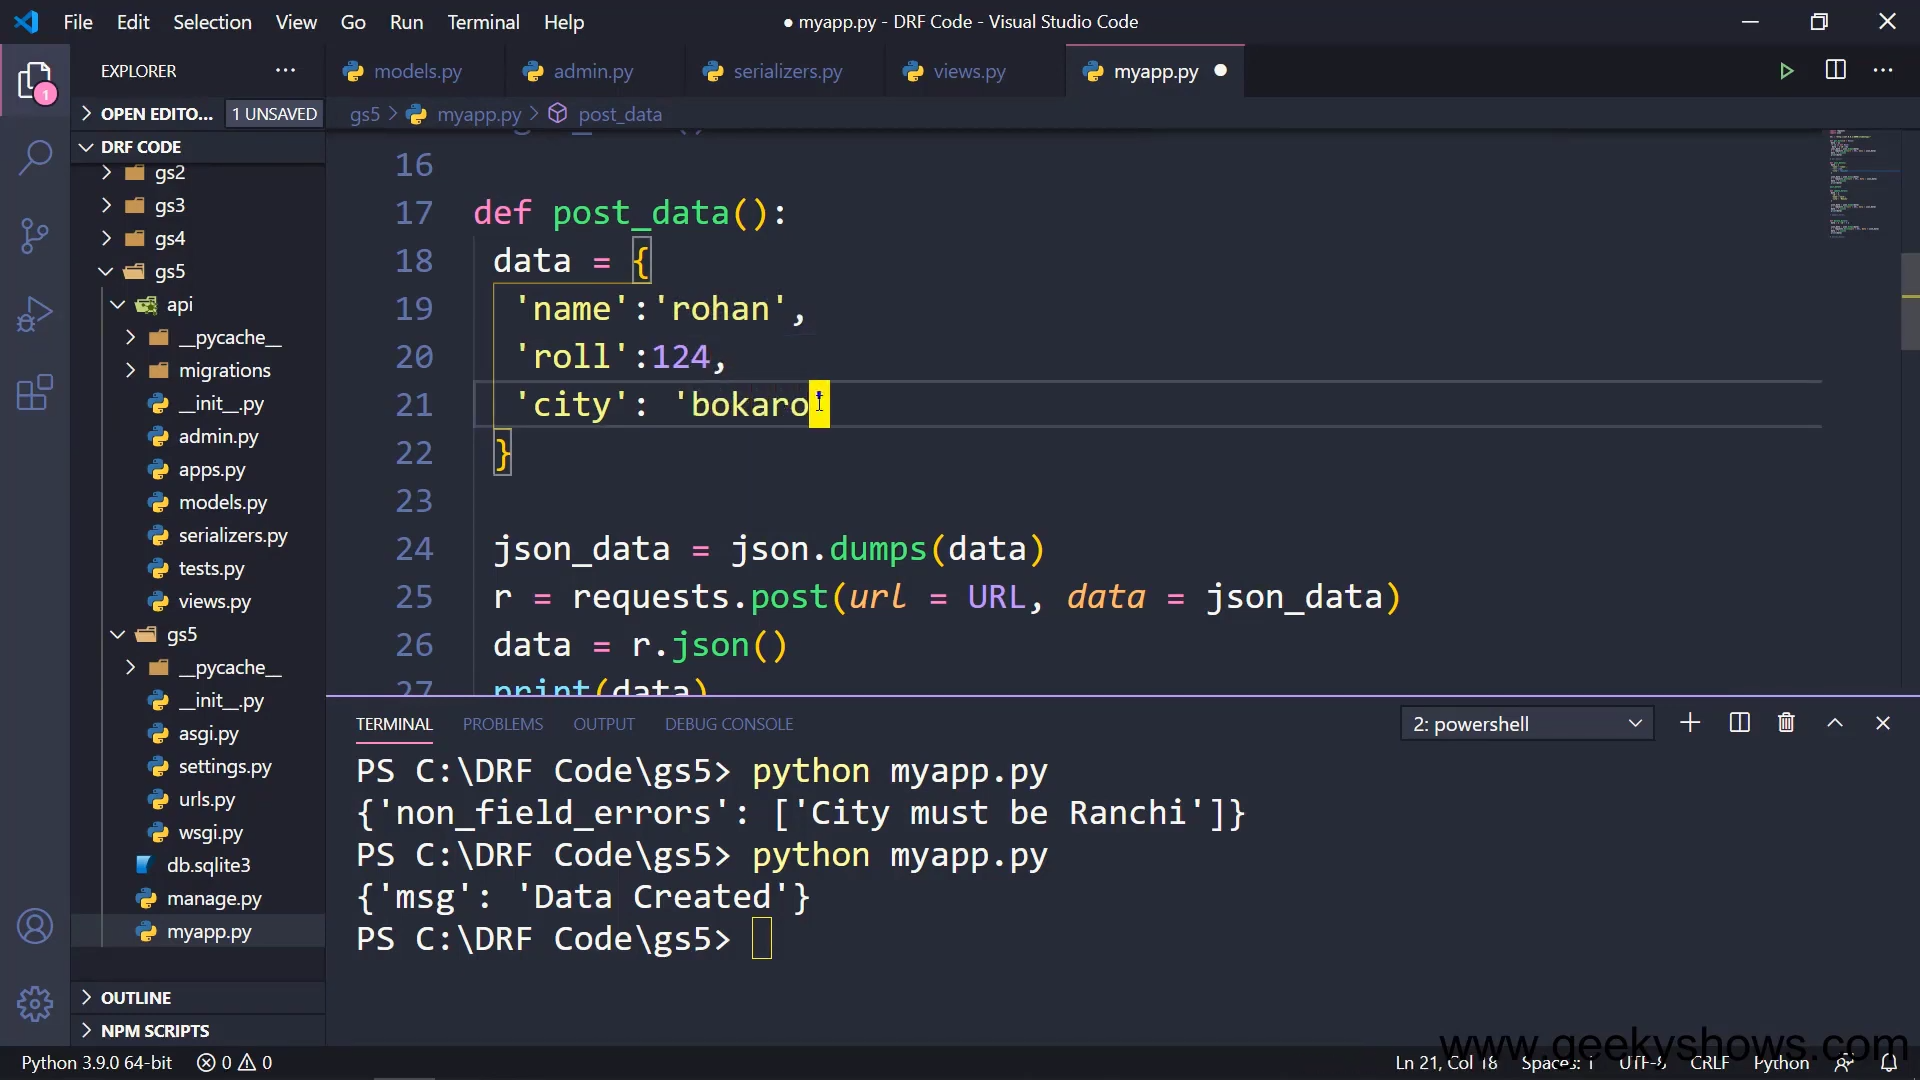 File Edit Selection View Go Run Terminal Help
● myapp.py - DRF Code - Visual Studio Code
EXPLORER
models.py admin.py serializers.py views.py myapp.py
OPEN EDITO... 1 UNSAVED
gs5 > myapp.py > post_data
DRF CODE
gs2
gs3
gs4
gs5
api
__pycache__
migrations
__init__.py
admin.py
apps.py
models.py
serializers.py
tests.py
views.py
gs5
__pycache__
__init__.py
asgi.py
settings.py
urls.py
wsgi.py
db.sqlite3
manage.py
myapp.py
OUTLINE
NPM SCRIPTS
1
16
17 def post_data():
18 data = {
19 'name':'rohan',
20 'roll':124,
21 'city': 'bokaro'
22 }
23
24 json_data = json.dumps(data)
25 r = requests.post(url = URL, data = json_data)
26 data = r.json()
27 print(data)
TERMINAL PROBLEMS OUTPUT DEBUG CONSOLE 2: powershell
PS C:\DRF Code\gs5> python myapp.py
{'non_field_errors': ['City must be Ranchi']}
PS C:\DRF Code\gs5> python myapp.py
{'msg': 'Data Created'}
PS C:\DRF Code\gs5>
www.geekyshows.com
Python 3.9.0 64-bit 0 0 Ln 21, Col 18 Spaces: 1 UTF-8 CRLF Python